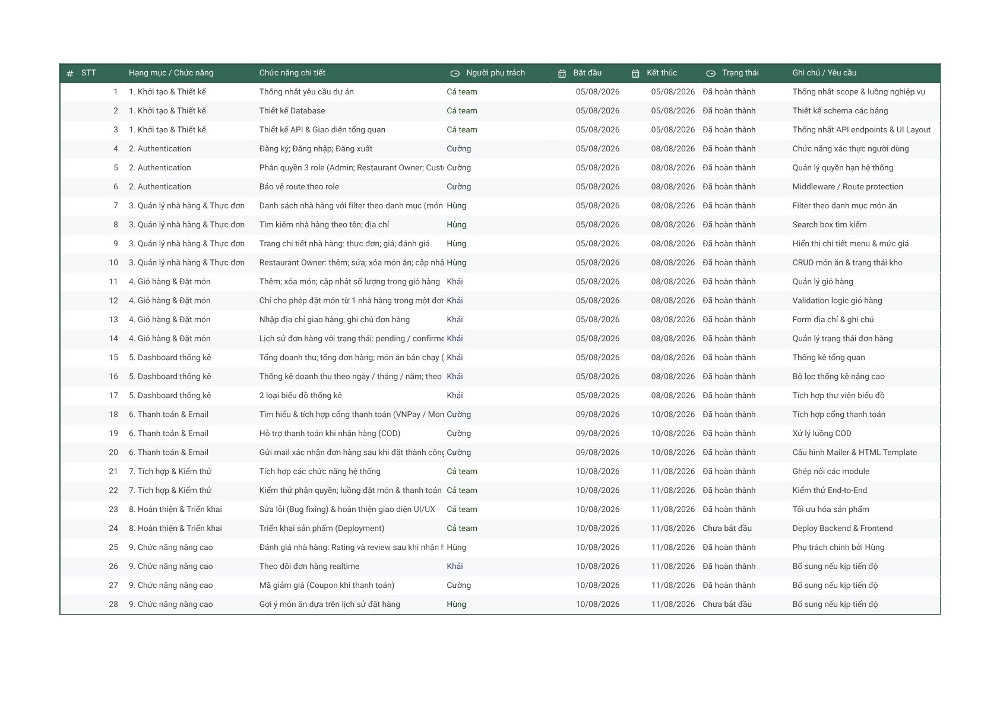 # STT Hạng mục / Chức năng Chức năng chi tiết Người phụ trách Bắt đầu Kết thúc Trạng thái Ghi chú / Yêu cầu
1 1. Khởi tạo & Thiết kế Thống nhất yêu cầu dự án Cả team 05/08/2026 05/08/2026 Đã hoàn thành Thống nhất scope & luồng nghiệp vụ
2 1. Khởi tạo & Thiết kế Thiết kế Database Cả team 05/08/2026 05/08/2026 Đã hoàn thành Thiết kế schema các bảng
3 1. Khởi tạo & Thiết kế Thiết kế API & Giao diện tổng quan Cả team 05/08/2026 05/08/2026 Đã hoàn thành Thống nhất API endpoints & UI Layout
4 2. Authentication Đăng ký; Đăng nhập; Đăng xuất Cường 05/08/2026 08/08/2026 Đã hoàn thành Chức năng xác thực người dùng
5 2. Authentication Phân quyền 3 role (Admin; Restaurant Owner; Cường 05/08/2026 08/08/2026 Đã hoàn thành Quản lý quyền hạn hệ thống
6 2. Authentication Bảo vệ route theo role Cường 05/08/2026 08/08/2026 Đã hoàn thành Middleware / Route protection
7 3. Quản lý nhà hàng & Thực đơn Danh sách nhà hàng với filter theo danh mục (món Hùng 05/08/2026 08/08/2026 Đã hoàn thành Filter theo danh mục món ăn
8 3. Quản lý nhà hàng & Thực đơn Tìm kiếm nhà hàng theo tên; địa chỉ Hùng 05/08/2026 08/08/2026 Đã hoàn thành Search box tìm kiếm
9 3. Quản lý nhà hàng & Thực đơn Trang chi tiết nhà hàng: thực đơn; giá; đánh giá Hùng 05/08/2026 08/08/2026 Đã hoàn thành Hiển thị chi tiết menu & mức giá
10 3. Quản lý nhà hàng & Thực đơn Restaurant Owner: thêm; sửa; xóa món ăn; cập Hùng 05/08/2026 08/08/2026 Đã hoàn thành CRUD món ăn & trạng thái kho
11 4. Giỏ hàng & Đặt món Thêm; xóa món; cập nhật số lượng trong giỏ hàng Khải 05/08/2026 08/08/2026 Đã hoàn thành Quản lý giỏ hàng
12 4. Giỏ hàng & Đặt món Chỉ cho phép đặt món từ 1 nhà hàng trong một Khải 05/08/2026 08/08/2026 Đã hoàn thành Validation logic giỏ hàng
13 4. Giỏ hàng & Đặt món Nhập địa chỉ giao hàng; ghi chú đơn hàng Khải 05/08/2026 08/08/2026 Đã hoàn thành Form địa chỉ & ghi chú
14 4. Giỏ hàng & Đặt món Lịch sử đơn hàng với trạng thái: pending / confirme Khải 05/08/2026 08/08/2026 Đã hoàn thành Quản lý trạng thái đơn hàng
15 5. Dashboard thống kê Tổng doanh thu; tổng đơn hàng; món ăn bán chạy ( Khải 05/08/2026 08/08/2026 Đã hoàn thành Thống kê tổng quan
16 5. Dashboard thống kê Thống kê doanh thu theo ngày / tháng / năm; theo Khải 05/08/2026 08/08/2026 Đã hoàn thành Bộ lọc thống kê nâng cao
17 5. Dashboard thống kê 2 loại biểu đồ thống kê Khải 05/08/2026 08/08/2026 Đã hoàn thành Tích hợp thư viện biểu đồ
18 6. Thanh toán & Email Tìm hiểu & tích hợp cổng thanh toán (VNPay / Cường 09/08/2026 10/08/2026 Đã hoàn thành Tích hợp cổng thanh toán
19 6. Thanh toán & Email Hỗ trợ thanh toán khi nhận hàng (COD) Cường 09/08/2026 10/08/2026 Đã hoàn thành Xử lý luồng COD
20 6. Thanh toán & Email Gửi mail xác nhận đơn hàng sau khi đặt thành công Cường 09/08/2026 10/08/2026 Đã hoàn thành Cấu hình Mailer & HTML Template
21 7. Tích hợp & Kiểm thử Tích hợp các chức năng hệ thống Cả team 10/08/2026 11/08/2026 Đã hoàn thành Ghép nối các module
22 7. Tích hợp & Kiểm thử Kiểm thử phân quyền; luồng đặt món & thanh toán Cả team 10/08/2026 11/08/2026 Đã hoàn thành Kiểm thử End-to-End
23 8. Hoàn thiện & Triển khai Sửa lỗi (Bug fixing) & hoàn thiện giao diện UI/UX Cả team 10/08/2026 11/08/2026 Đã hoàn thành Tối ưu hóa sản phẩm
24 8. Hoàn thiện & Triển khai Triển khai sản phẩm (Deployment) Cả team 10/08/2026 11/08/2026 Chưa bắt đầu Deploy Backend & Frontend
25 9. Chức năng nâng cao Đánh giá nhà hàng: Rating và review sau khi nhận Hùng 10/08/2026 11/08/2026 Đã hoàn thành Phụ trách chính bởi Hùng
26 9. Chức năng nâng cao Theo dõi đơn hàng realtime Khải 10/08/2026 11/08/2026 Đã hoàn thành Bổ sung nếu kịp tiến độ
27 9. Chức năng nâng cao Mã giảm giá (Coupon khi thanh toán) Cường 10/08/2026 11/08/2026 Đã hoàn thành Bổ sung nếu kịp tiến độ
28 9. Chức năng nâng cao Gợi ý món ăn dựa trên lịch sử đặt hàng Hùng 10/08/2026 11/08/2026 Chưa bắt đầu Bổ sung nếu kịp tiến độ